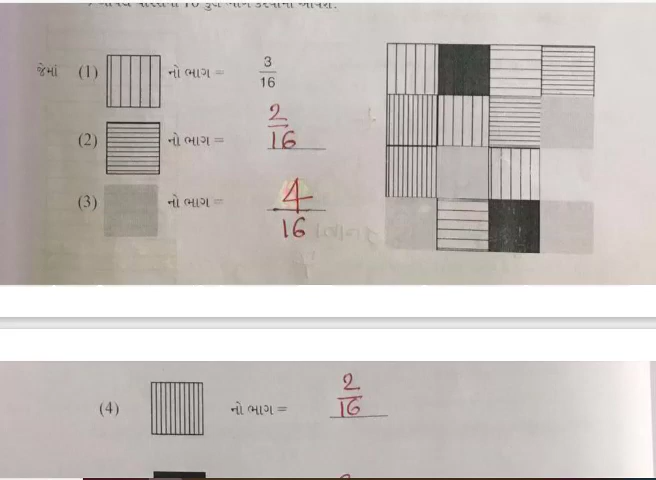 જેમાં (1) નો ભાગ = 3/16
(2) નો ભાગ = 2/16
(3) નો ભાગ = 4/16
(4) નો ભાગ = 2/16